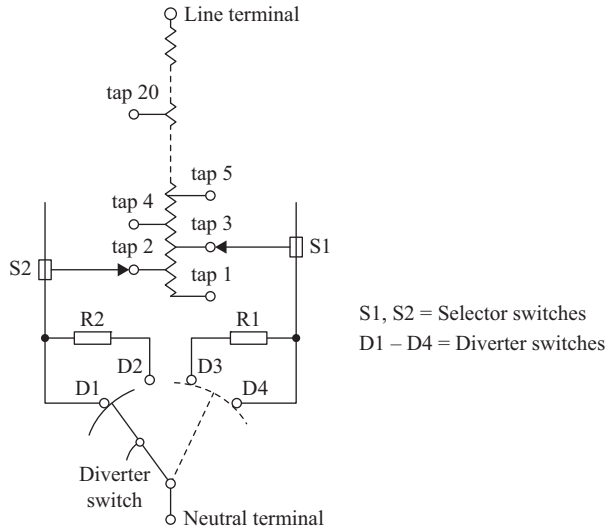 Line terminal
tap 20
tap 5
tap 4
tap 3
tap 2
S1
S2
tap 1
S1, S2 = Selector switches
R2
R1
D1 – D4 = Diverter switches
D2
D3
D1
D4
Diverter
switch
Neutral terminal